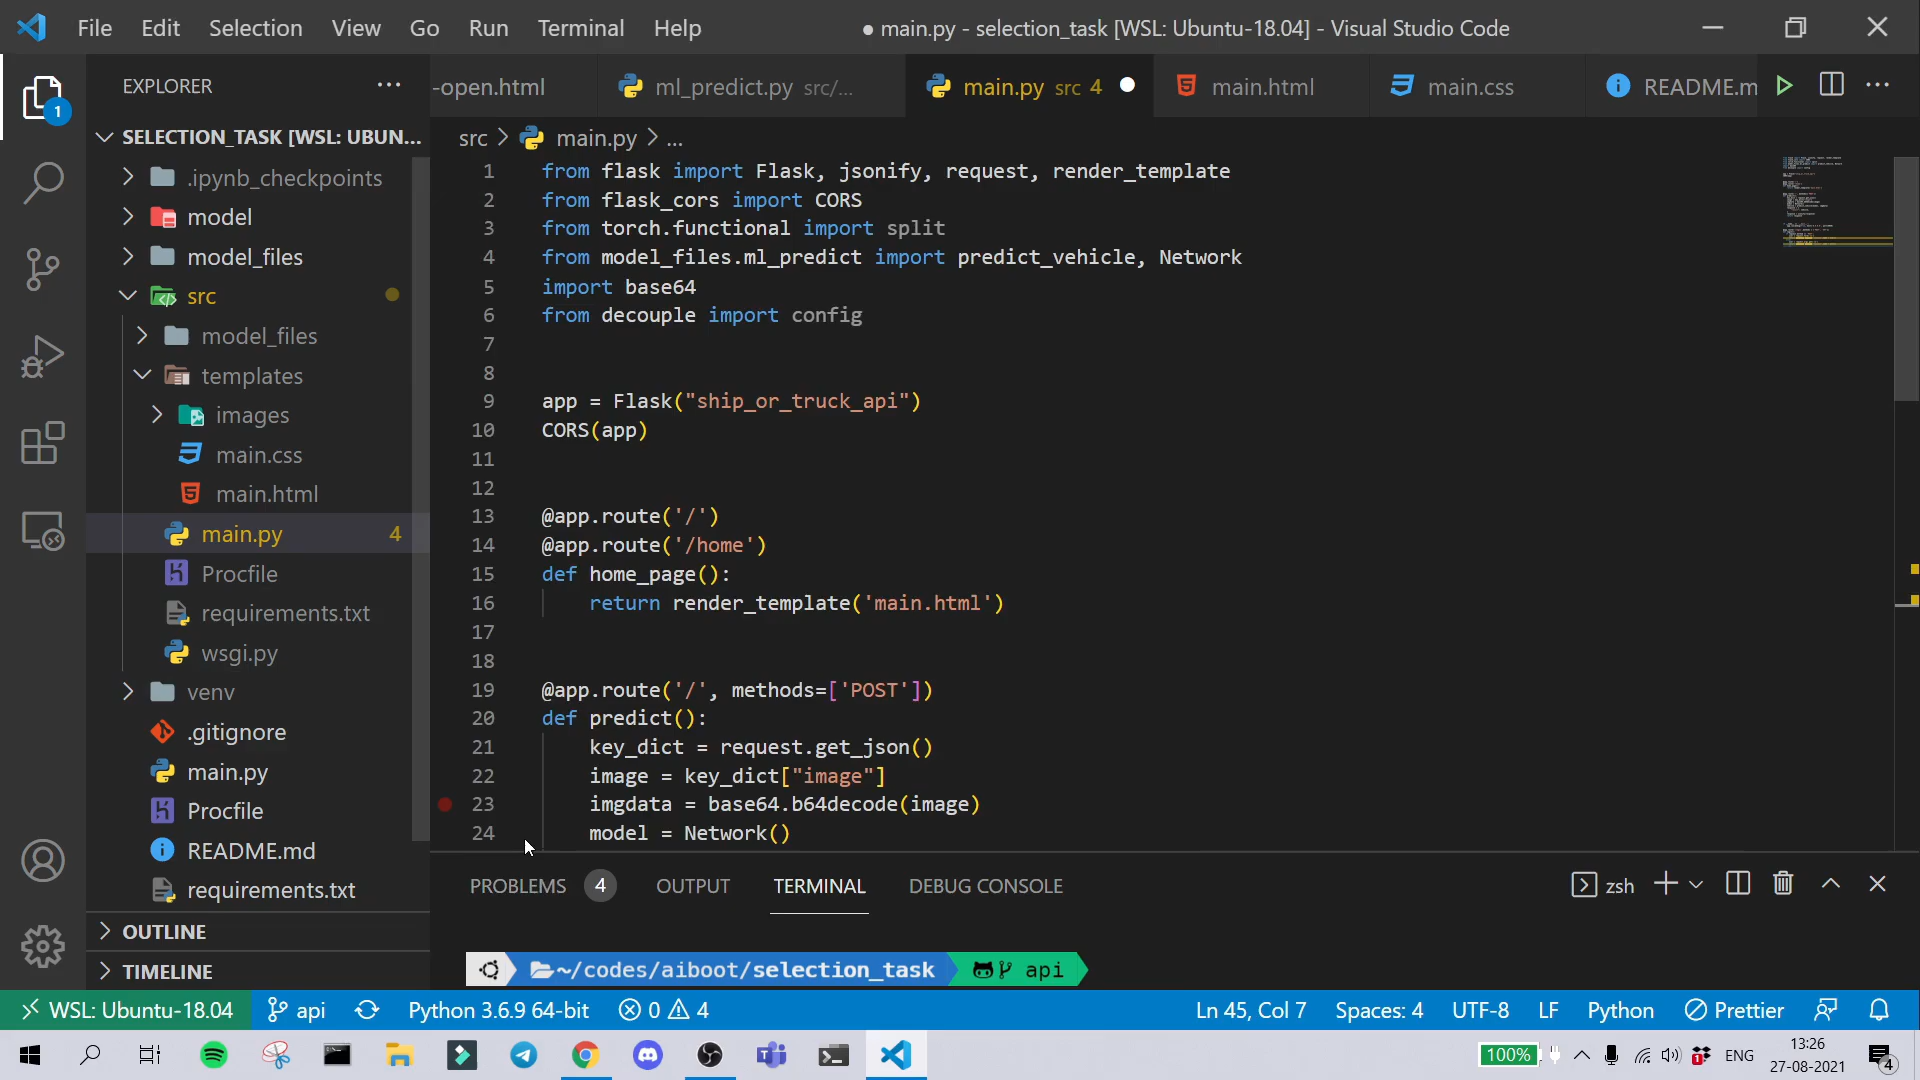 File Edit Selection View Go Run Terminal Help
● main.py - selection_task [WSL: Ubuntu-18.04] - Visual Studio Code
EXPLORER
-open.html ml_predict.py src/... main.py src 4 main.html main.css README.m
SELECTION_TASK [WSL: UBUN...
.ipynb_checkpoints
model
model_files
src
model_files
templates
images
main.css
main.html
main.py 4
Procfile
requirements.txt
wsgi.py
venv
.gitignore
main.py
Procfile
README.md
requirements.txt
OUTLINE
TIMELINE
src > main.py > ...
1 from flask import Flask, jsonify, request, render_template
2 from flask_cors import CORS
3 from torch.functional import split
4 from model_files.ml_predict import predict_vehicle, Network
5 import base64
6 from decouple import config
7
8
9 app = Flask("ship_or_truck_api")
10 CORS(app)
11
12
13 @app.route('/')
14 @app.route('/home')
15 def home_page():
16 return render_template('main.html')
17
18
19 @app.route('/', methods=['POST'])
20 def predict():
21 key_dict = request.get_json()
22 image = key_dict["image"]
23 imgdata = base64.b64decode(image)
24 model = Network()
PROBLEMS 4 OUTPUT TERMINAL DEBUG CONSOLE
zsh
~/codes/aiboot/selection_task api
WSL: Ubuntu-18.04 api Python 3.6.9 64-bit 0 4 Ln 45, Col 7 Spaces: 4 UTF-8 LF Python Prettier
100% ENG 13:26
27-08-2021
1
1
4